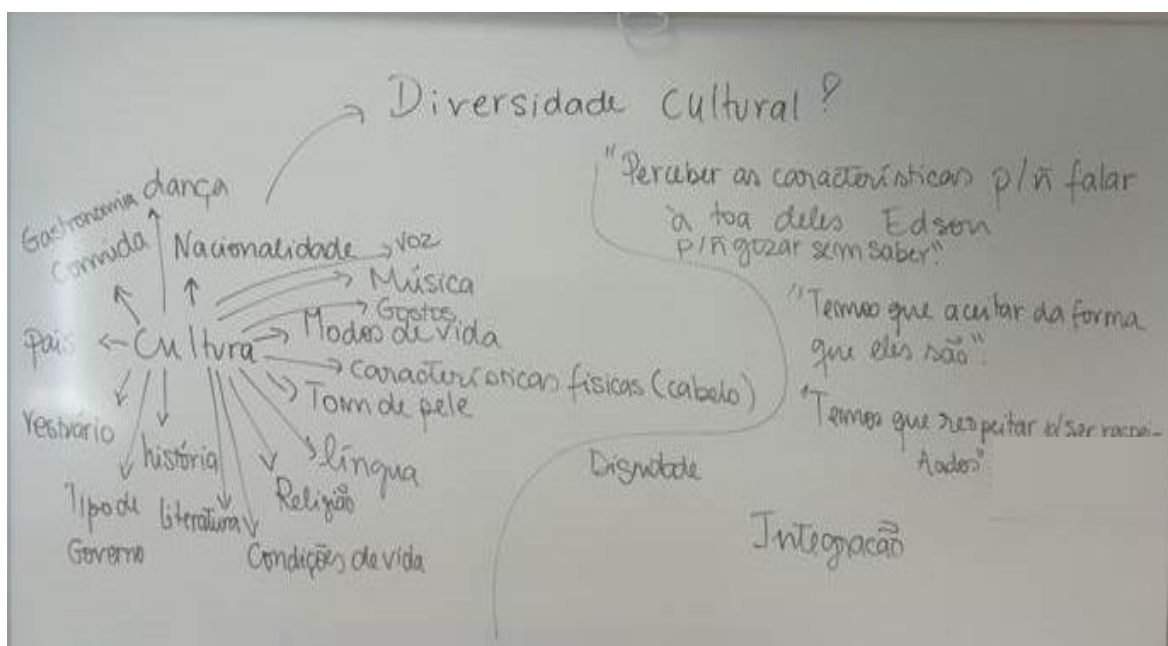 Diversidade Cultural?
Gastronomia dança
Comuda
Nacionalidade
voz
Música
Gostos
Modos de vida
país
Cultura
Características físicas (cabelo)
Tom de pele
Vestuário
história
língua
Religião
Tipo de
Governo
literatura
Condições de vida
"Perceber as características p/ñ falar
à toa deles Edson
p/ñ gozar sem saber".
"Temos que aceitar da forma
que eles são".
"Temos que respeitar p/ser respei-
tados"
Dignidade
Integração